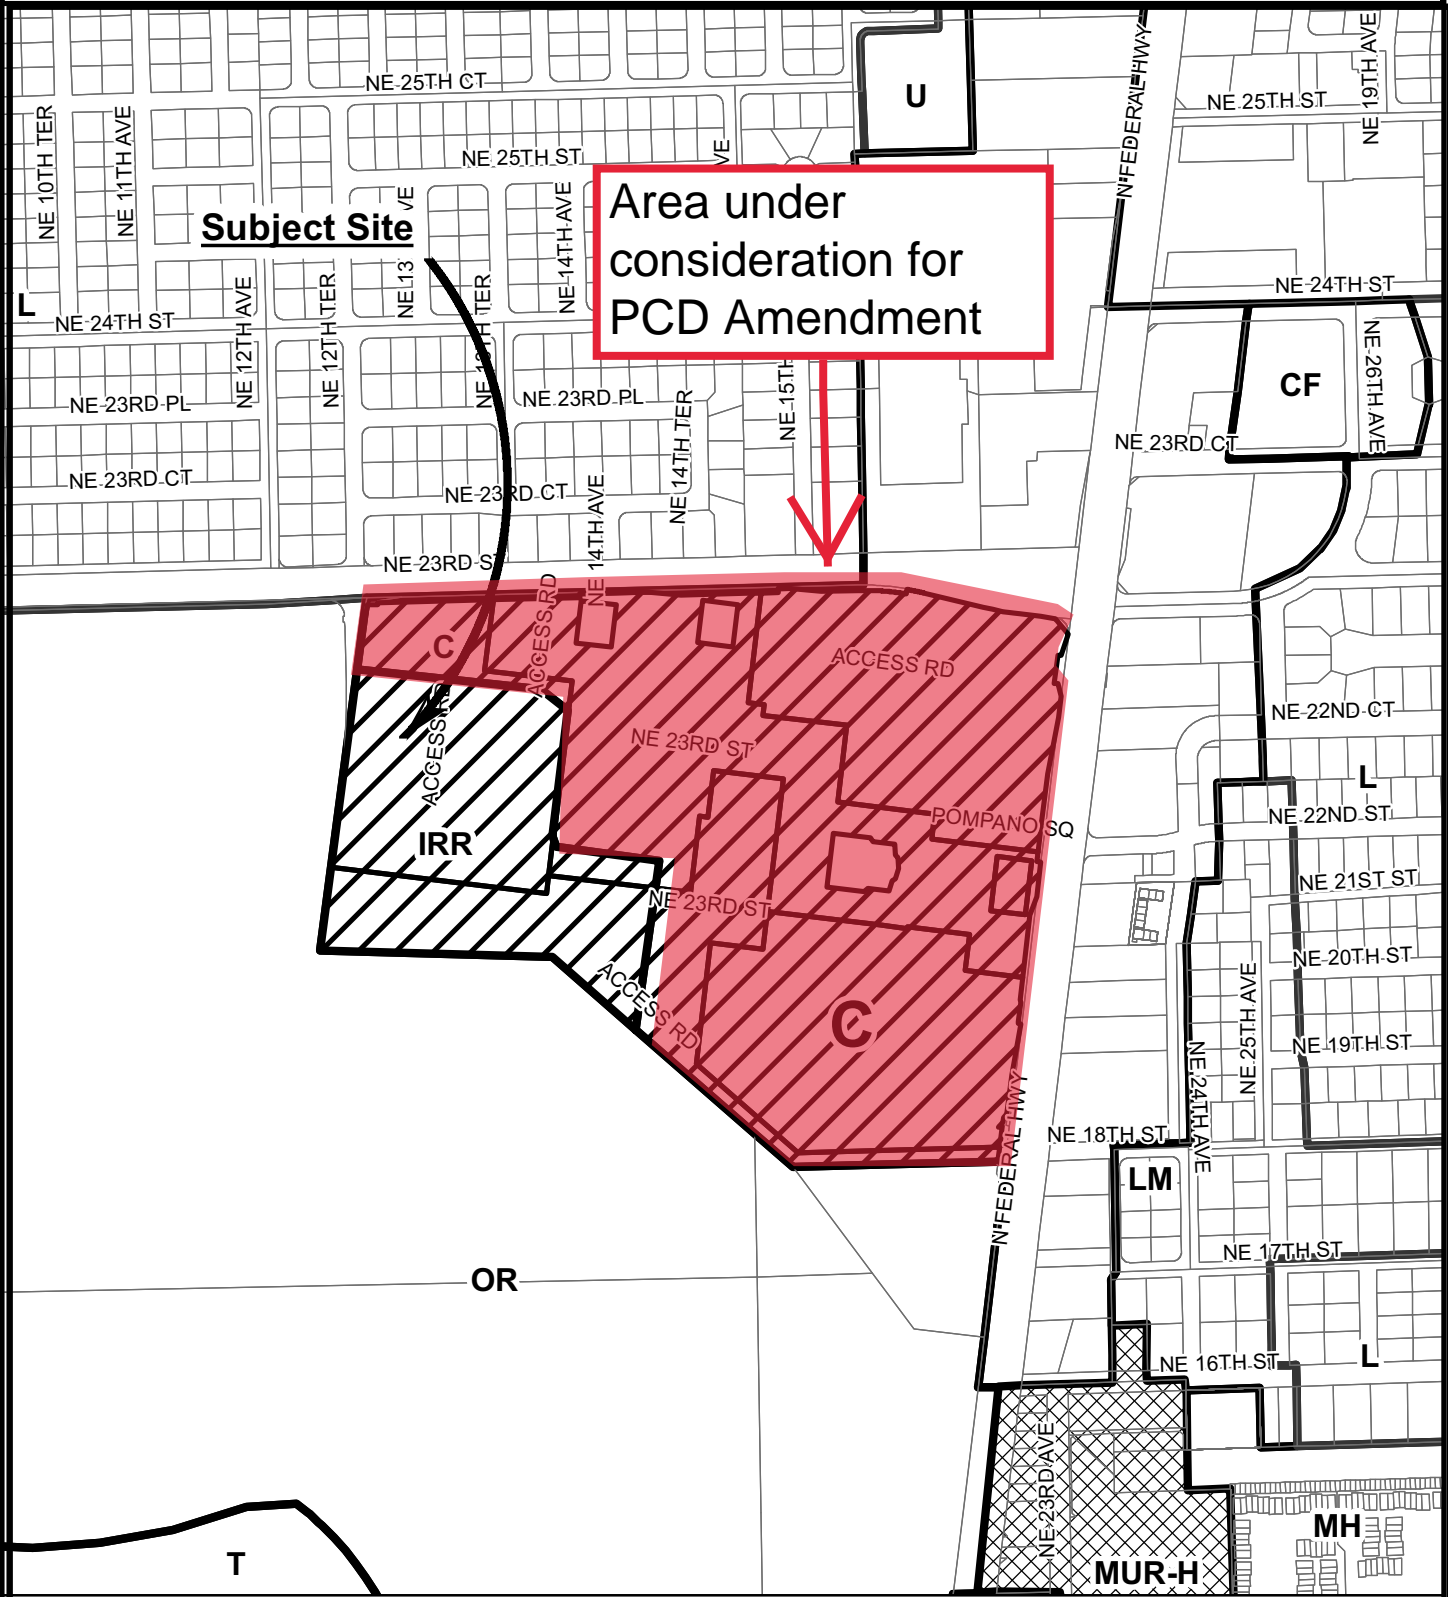 NE 25TH CT
U
N FEDERAL HWY
NE 19TH AVE
NE 25TH ST
NE 10TH TER
NE 11TH AVE
NE 25TH ST
VE
Area under
consideration for
PCD Amendment
Subject Site
NE 13
VE
NE 14TH AVE
L
NE 24TH ST
NE 12TH AVE
NE 12TH TER
NE 13TH TER
NE 24TH ST
NE 23RD PL
NE 23RD PL
NE 15TH
CF
NE 26TH AVE
NE 23RD CT
NE 23RD CT
NE 23RD CT
NE 14TH TER
NE 14TH AVE
NE 23RD ST
C
ACCESS RD
ACCESS RD
ACCESS RD
NE 23RD ST
NE 22ND CT
L
IRR
POMPANO SQ
NE 22ND ST
NE 21ST ST
NE 23RD ST
NE 20TH ST
ACCESS RD
C
NE 25TH AVE
NE 19TH ST
NE 24TH AVE
N FEDERAL HWY
NE 18TH ST
LM
NE 17TH ST
OR
NE 16TH ST
L
NE 23RD AVE
MH
T
MUR-H